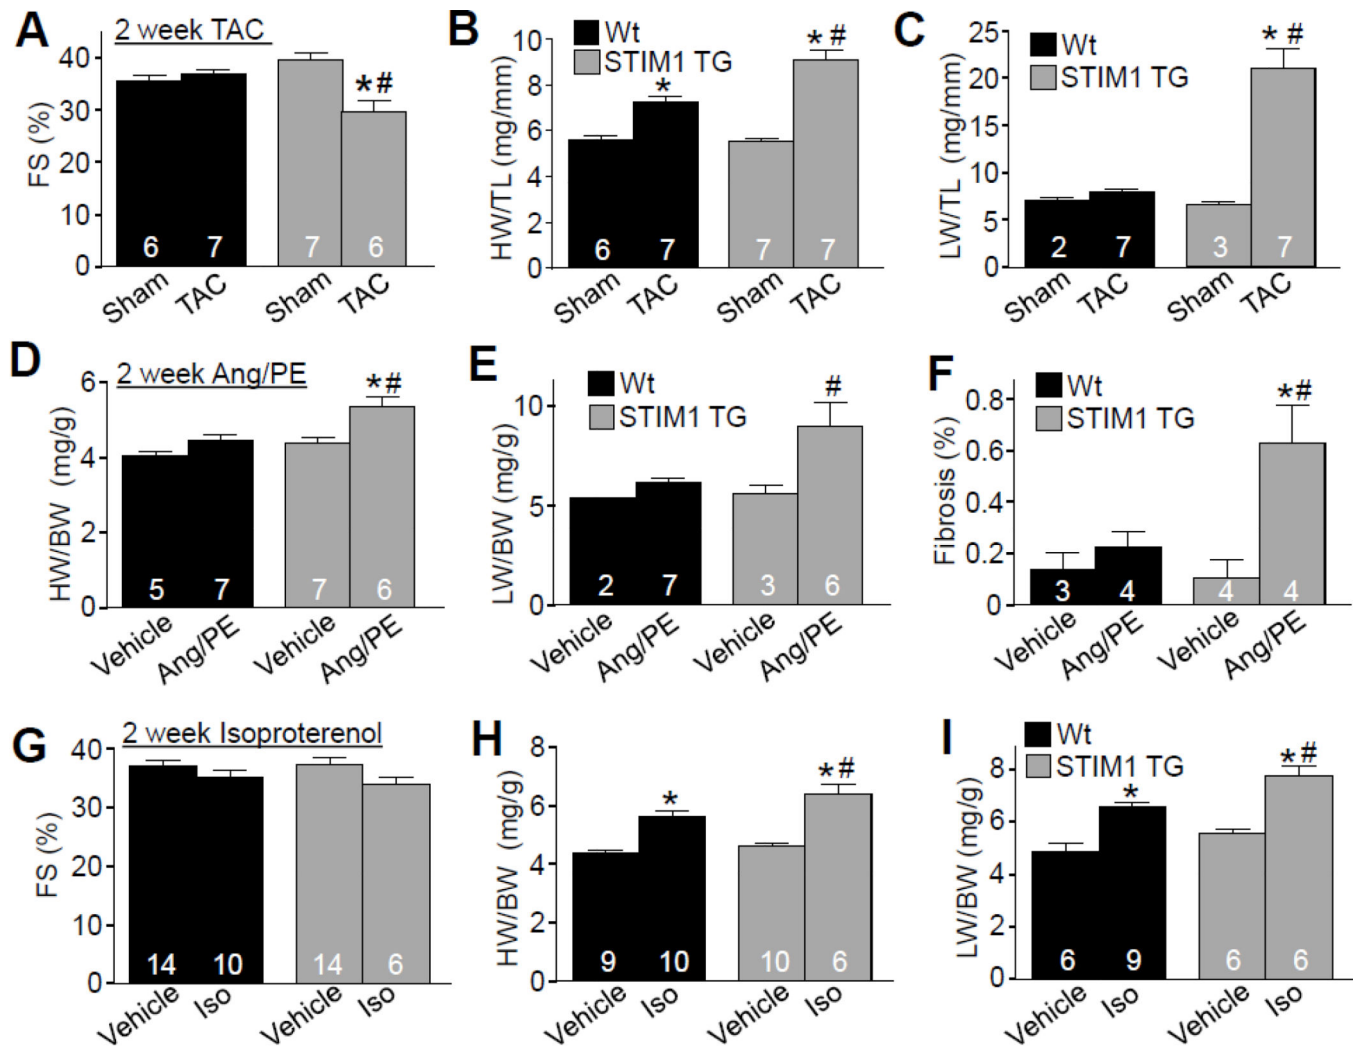 A
2 week TAC
FS (%)
40
30
20
10
0
6
7
7
6
*#
Sham
TAC
Sham
TAC
B
Wt
STIM1 TG
HW/TL (mg/mm)
10
8
6
4
2
0
*
* #
6
7
7
7
Sham
TAC
Sham
TAC
C
Wt
STIM1 TG
LW/TL (mg/mm)
25
20
15
10
5
0
* #
2
7
3
7
Sham
TAC
Sham
TAC
D
2 week Ang/PE
HW/BW (mg/g)
6
4
2
0
*#
5
7
7
6
Vehicle
Ang/PE
Vehicle
Ang/PE
E
Wt
STIM1 TG
LW/BW (mg/g)
10
5
0
#
2
7
3
6
Vehicle
Ang/PE
Vehicle
Ang/PE
F
Wt
STIM1 TG
Fibrosis (%)
0.8
0.6
0.4
0.2
0
*#
3
4
4
4
Vehicle
Ang/PE
Vehicle
Ang/PE
G
2 week Isoproterenol
FS (%)
40
30
20
10
0
14
10
14
6
Vehicle
Iso
Vehicle
Iso
H
HW/BW (mg/g)
8
6
4
2
0
*
*#
9
10
10
6
Vehicle
Iso
Vehicle
Iso
I
Wt
STIM1 TG
LW/BW (mg/g)
8
6
4
2
0
*
*#
6
9
6
6
Vehicle
Iso
Vehicle
Iso